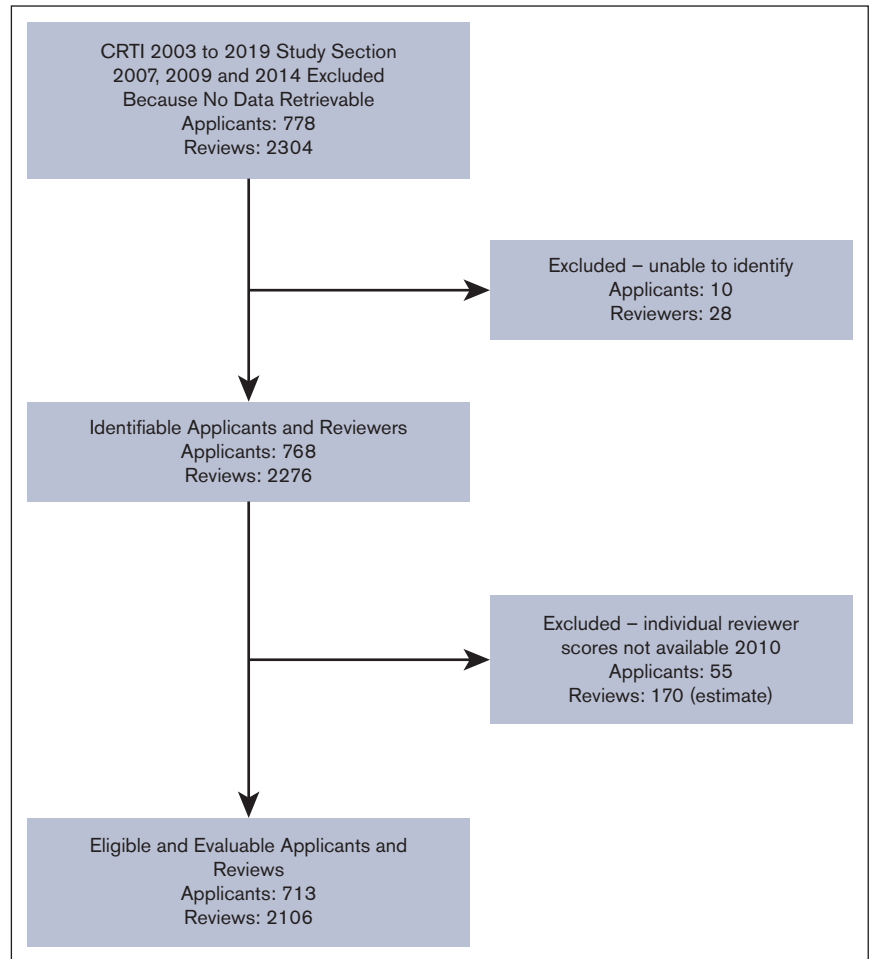 CRTI 2003 to 2019 Study Section
2007, 2009 and 2014 Excluded
Because No Data Retrievable
Applicants: 778
Reviews: 2304
Excluded – unable to identify
Applicants: 10
Reviewers: 28
Identifiable Applicants and Reviewers
Applicants: 768
Reviews: 2276
Excluded – individual reviewer
scores not available 2010
Applicants: 55
Reviews: 170 (estimate)
Eligible and Evaluable Applicants and
Reviews
Applicants: 713
Reviews: 2106